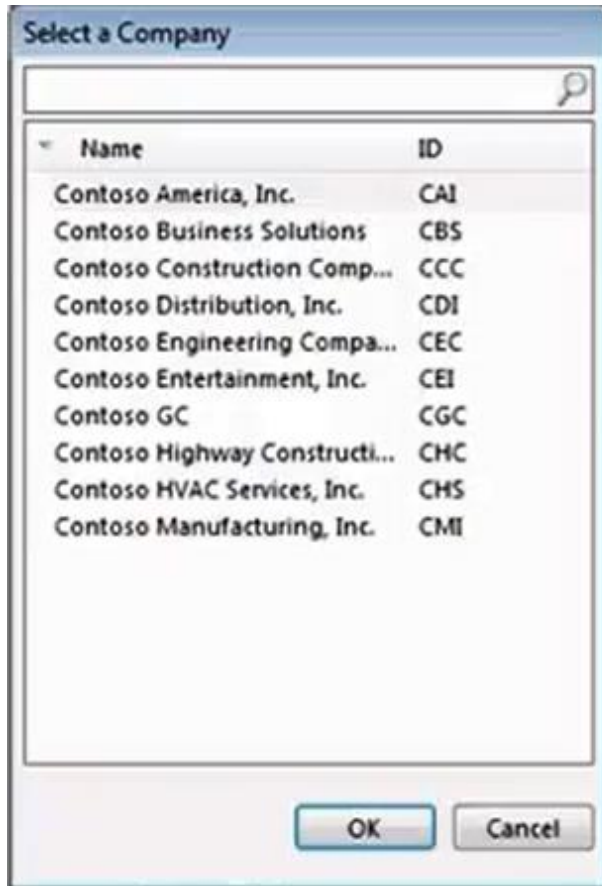 Select a Company
Name ID
Contoso America, Inc. CAI
Contoso Business Solutions CBS
Contoso Construction Comp... CCC
Contoso Distribution, Inc. CDI
Contoso Engineering Compa... CEC
Contoso Entertainment, Inc. CEI
Contoso GC CGC
Contoso Highway Constructi... CHC
Contoso HVAC Services, Inc. CHS
Contoso Manufacturing, Inc. CMI
OK Cancel